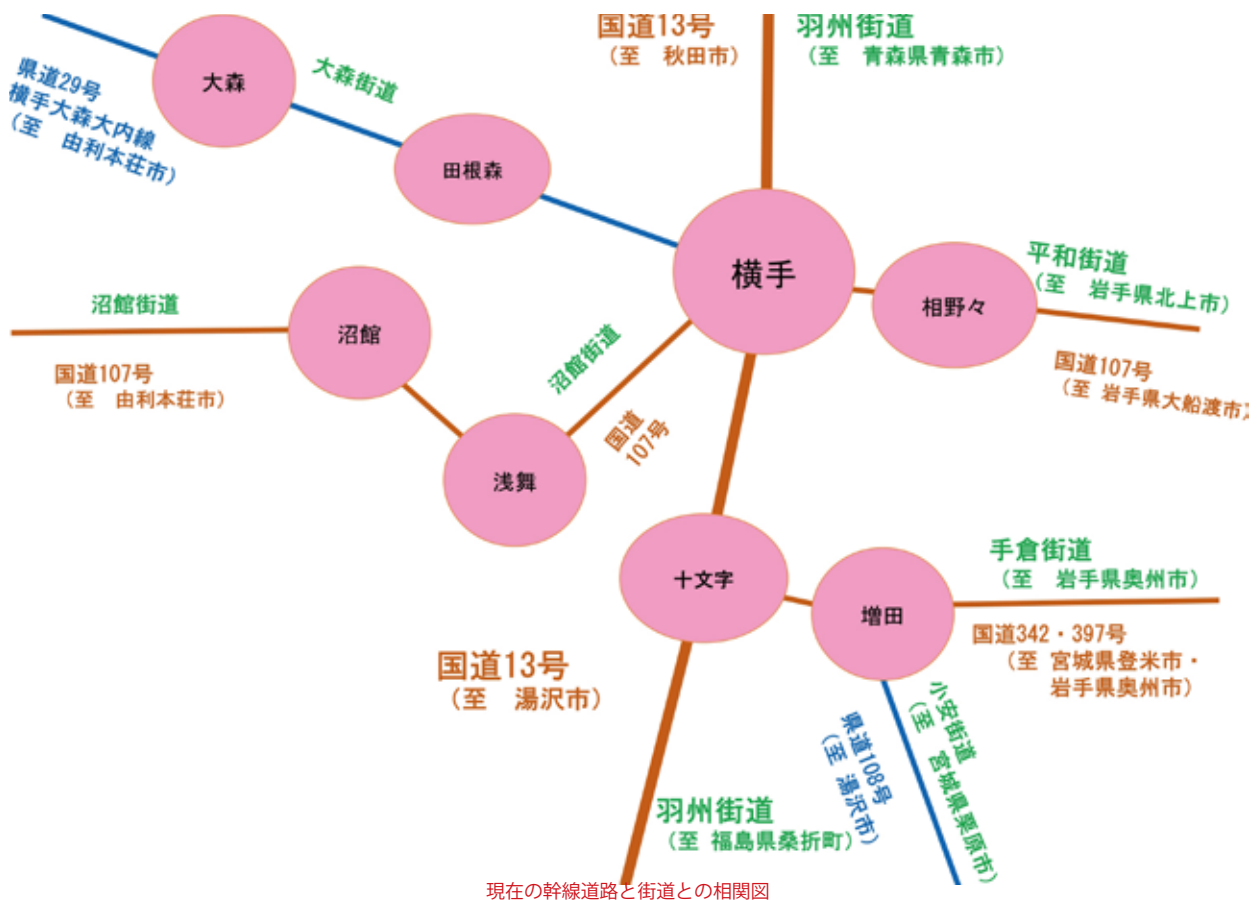 国道13号
（至　秋田市）
羽州街道
（至　青森県青森市）
県道29号
横手大森大内線
（至　由利本荘市）
大森
大森街道
田根森
横手
相野々
平和街道
（至　岩手県北上市）
国道107号
（至 岩手県大船渡市）
沼館街道
国道107号
（至　由利本荘市）
沼館
沼館街道
国道
107号
浅舞
十文字
増田
手倉街道
（至　岩手県奥州市）
国道342・397号
（至 宮城県登米市・
岩手県奥州市）
国道13号
（至　湯沢市）
県道108号
（至 湯沢市）
小安街道
（至　宮城県栗原市）
羽州街道
（至 福島県桑折町）
現在の幹線道路と街道との相関図